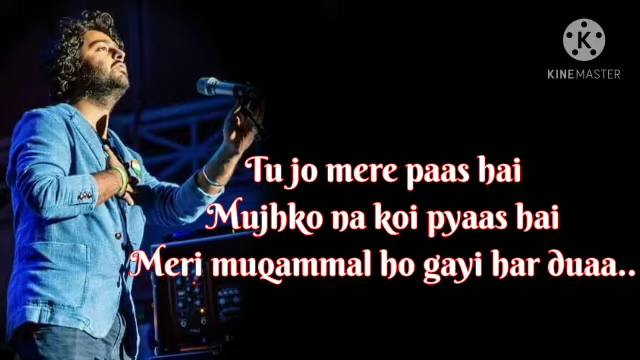 KINEMASTER
Tu jo mere paas hai
Mujhko na koi pyaas hai
Meri muqammal ho gayi har duaa..